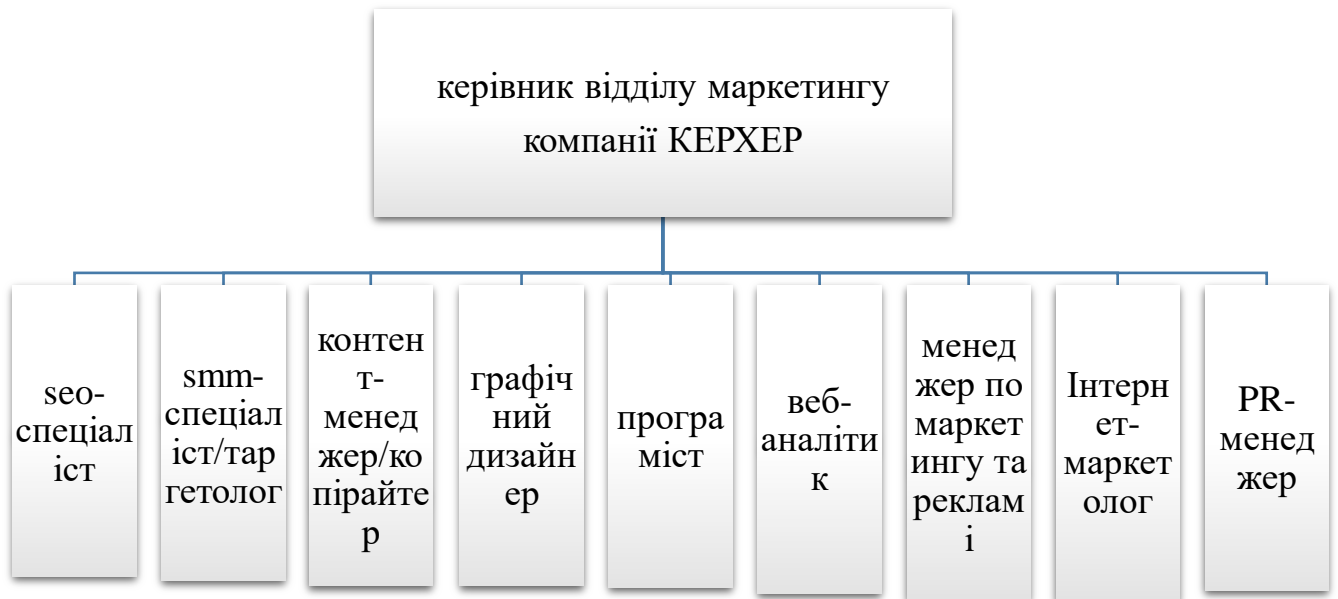 керівник відділу маркетингу
компанії КЕРХЕР
seo-
спеціал
іст
smm-
спеціал
іст/тар
гетолог
контен
т-
менед
жер/ко
пірайте
р
графіч
ний
дизайн
ер
програ
міст
веб-
аналіти
к
менед
жер по
маркет
ингу та
реклам
і
Інтерн
ет-
маркет
олог
PR-
менед
жер